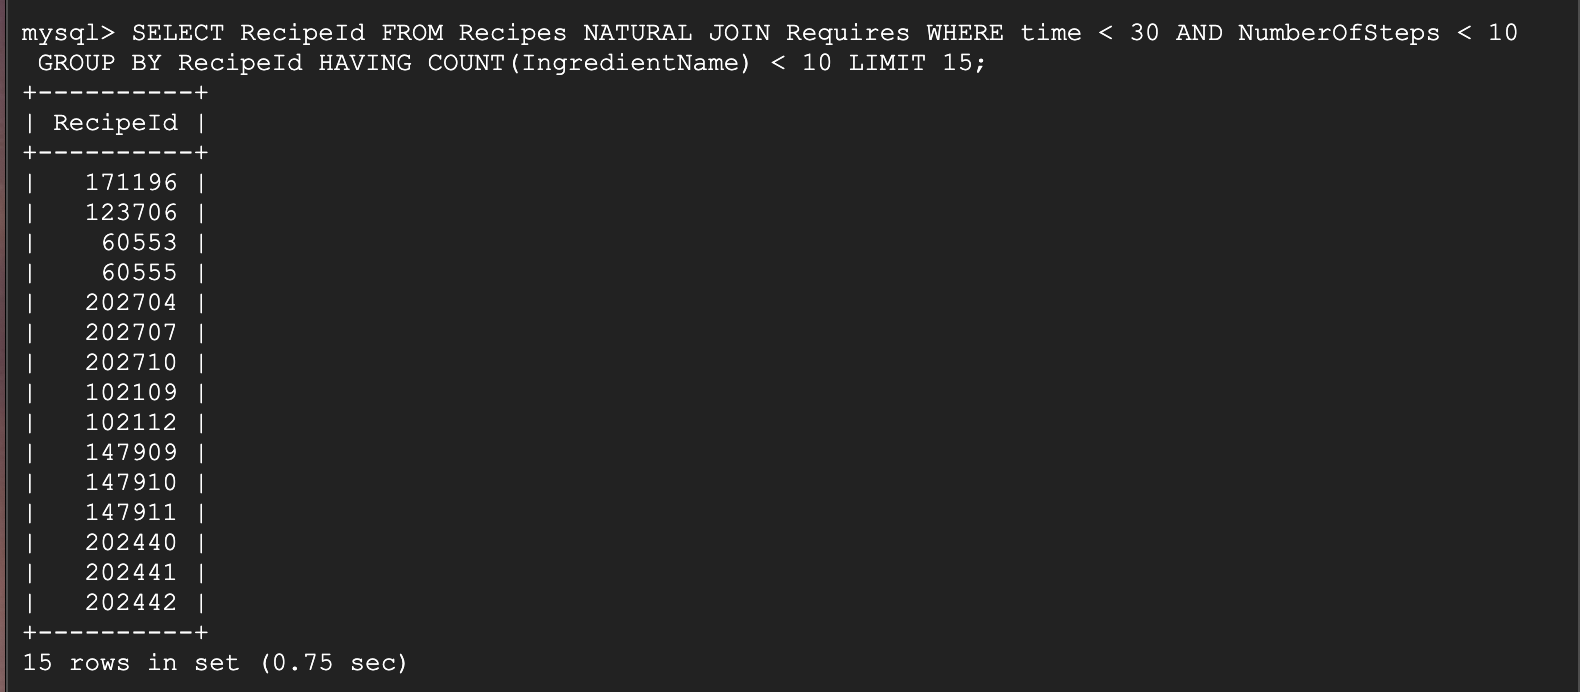 mysql> SELECT RecipeId FROM Recipes NATURAL JOIN Requires WHERE time < 30 AND NumberOfSteps < 10
 GROUP BY RecipeId HAVING COUNT(IngredientName) < 10 LIMIT 15;
+----------+
| RecipeId |
+----------+
|   171196 |
|   123706 |
|    60553 |
|    60555 |
|   202704 |
|   202707 |
|   202710 |
|   102109 |
|   102112 |
|   147909 |
|   147910 |
|   147911 |
|   202440 |
|   202441 |
|   202442 |
+----------+
15 rows in set (0.75 sec)